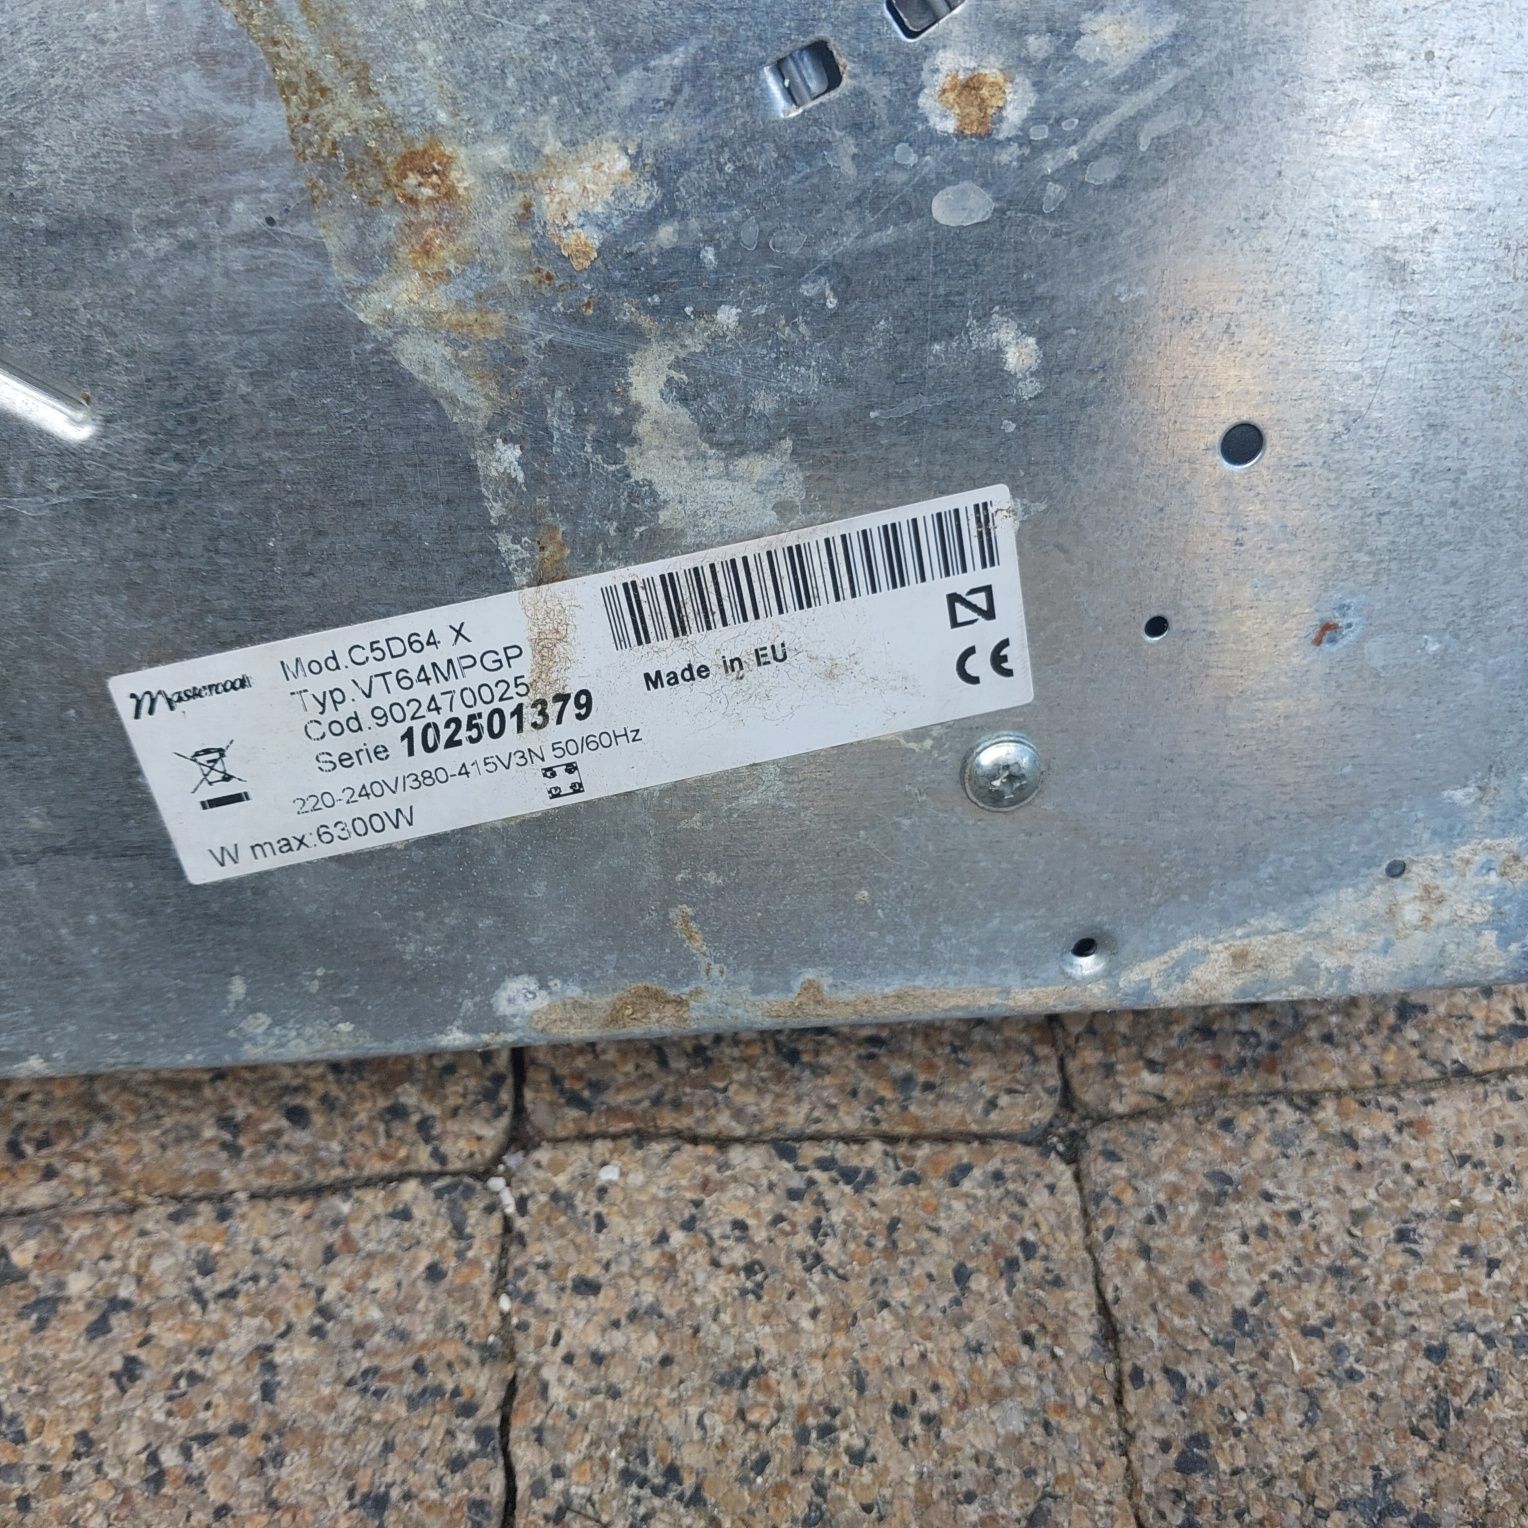 Mastercook
Mod.C5D64 X
Typ.VT64MPGP
Cod.902470025
Serie 102501379
220-240V/380-415V3N 50/60Hz
W max:6300W
Made in EU
CE